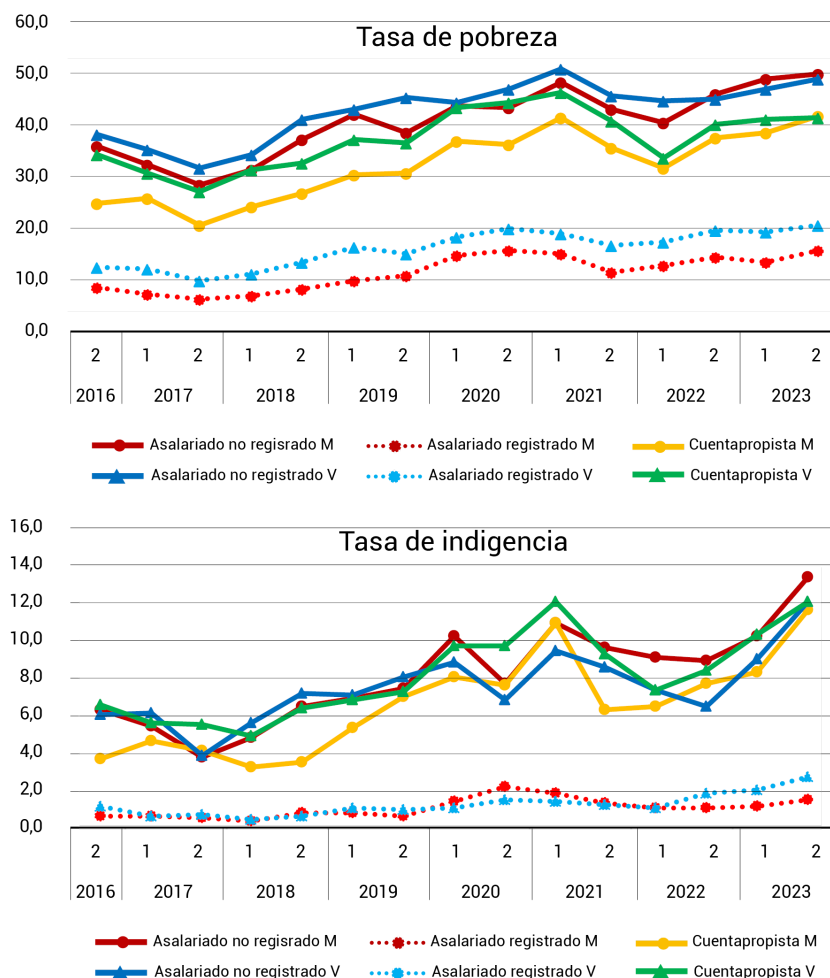 Tasa de pobreza
60,0
50,0
40,0
30,0
20,0
10,0
0,0
2 1 2 1 2 1 2 1 2 1 2 1 2 1 2
2016 2017 2018 2019 2020 2021 2022 2023
Asalariado no regisrado M Asalariado registrado M Cuentapropista M
Asalariado no registrado V Asalariado registrado V Cuentapropista V
Tasa de indigencia
16,0
14,0
12,0
10,0
8,0
6,0
4,0
2,0
0,0
2 1 2 1 2 1 2 1 2 1 2 1 2 1 2
2016 2017 2018 2019 2020 2021 2022 2023
Asalariado no regisrado M Asalariado registrado M Cuentapropista M
Asalariado no registrado V Asalariado registrado V Cuentapropista V